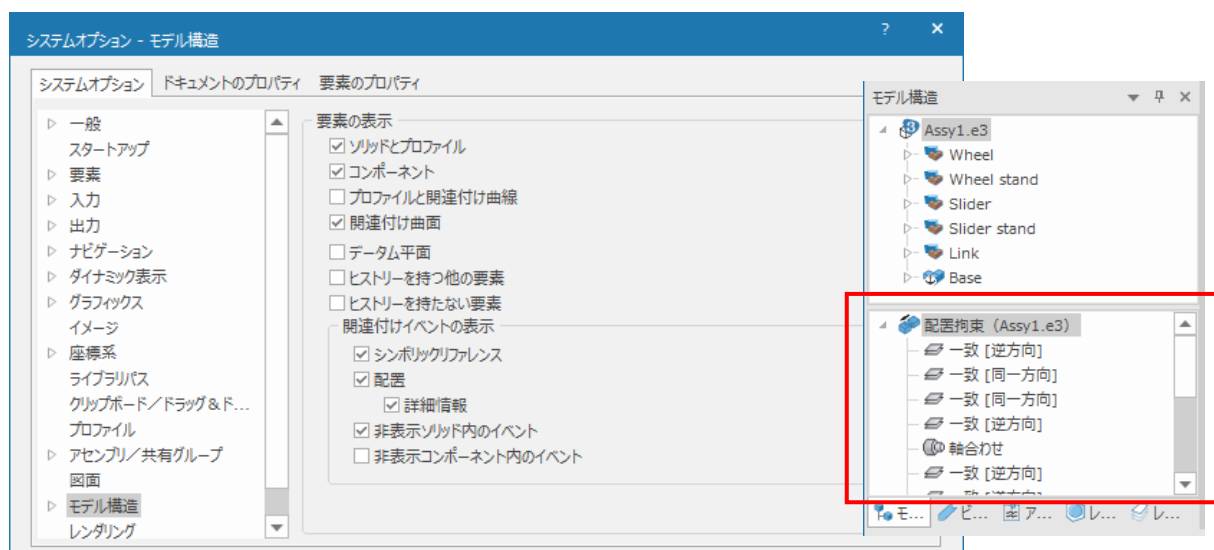 システムオプション - モデル構造
?
システムオプション ドキュメントのプロパティ 要素のプロパティ
一般
スタートアップ
要素
入力
出力
ナビゲーション
ダイナミック表示
グラフィックス
イメージ
座標系
ライブラリパス
クリップボード／ドラッグ＆ド...
プロファイル
アセンブリ／共有グループ
図面
モデル構造
レンダリング
要素の表示
ソリッドとプロファイル
コンポーネント
プロファイルと関連付け曲線
関連付け曲面
データム平面
ヒストリーを持つ他の要素
ヒストリーを持たない要素
関連付けイベントの表示
シンボリックリファレンス
配置
詳細情報
非表示ソリッド内のイベント
非表示コンポーネント内のイベント
モデル構造
Assy1.e3
Wheel
Wheel stand
Slider
Slider stand
Link
Base
配置拘束（Assy1.e3）
一致 [逆方向]
一致 [同一方向]
一致 [同一方向]
一致 [逆方向]
軸合わせ
一致 [逆方向]
モ... ビ... ア... レ... レ...